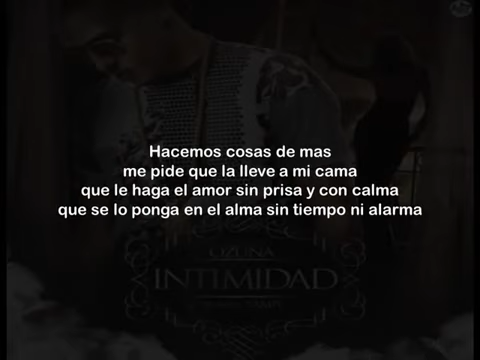 Hacemos cosas de mas
me pide que la lleve a mi cama
que le haga el amor sin prisa y con calma
que se lo ponga en el alma sin tiempo ni alarma
OZUNA
INTIMIDAD